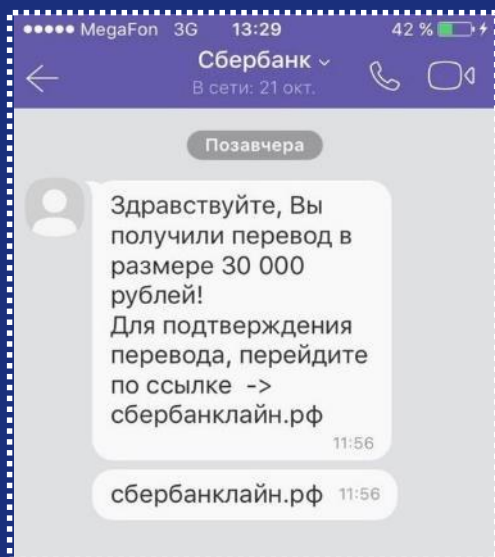 MegaFon 3G 13:29 42 %
Сбербанк
В сети: 21 окт.
Позавчера
Здравствуйте, Вы
получили перевод в
размере 30 000
рублей!
Для подтверждения
перевода, перейдите
по ссылке ->
сбербанклайн.рф
11:56
сбербанклайн.рф 11:56